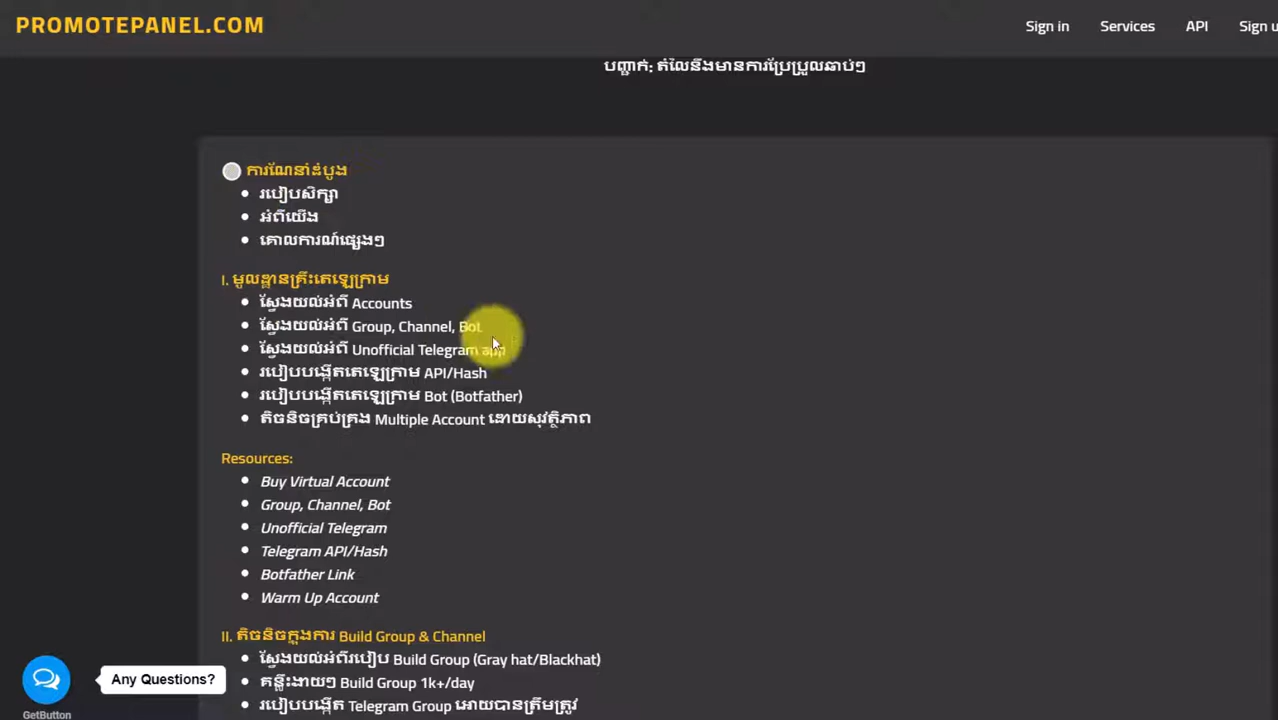 PROMOTEPANEL.COM
Sign in Services API Sign u
បញ្ជាក់: តំលៃនឹងមានការប្រែប្រួលឆាប់ៗ
ការណែនាំដំបូង
របៀបសិក្សា
អំពីយើង
គោលការណ៍ផ្សេងៗ
I. មូលដ្ឋានគ្រឹះតេឡេក្រាម
ស្វែងយល់អំពី Accounts
ស្វែងយល់អំពី Group, Channel, Bot
ស្វែងយល់អំពី Unofficial Telegram app
របៀបបង្កើតតេឡេក្រាម API/Hash
របៀបបង្កើតតេឡេក្រាម Bot (Botfather)
តិចនិចគ្រប់គ្រង Multiple Account ដោយសុវត្ថិភាព
Resources:
Buy Virtual Account
Group, Channel, Bot
Unofficial Telegram
Telegram API/Hash
Botfather Link
Warm Up Account
II. តិចនិចក្នុងការ Build Group & Channel
ស្វែងយល់អំពីរបៀប Build Group (Gray hat/Blackhat)
គន្លឹះងាយៗ Build Group 1k+/day
របៀបបង្កើត Telegram Group អោយបានត្រឹមត្រូវ
Any Questions?
GetButton